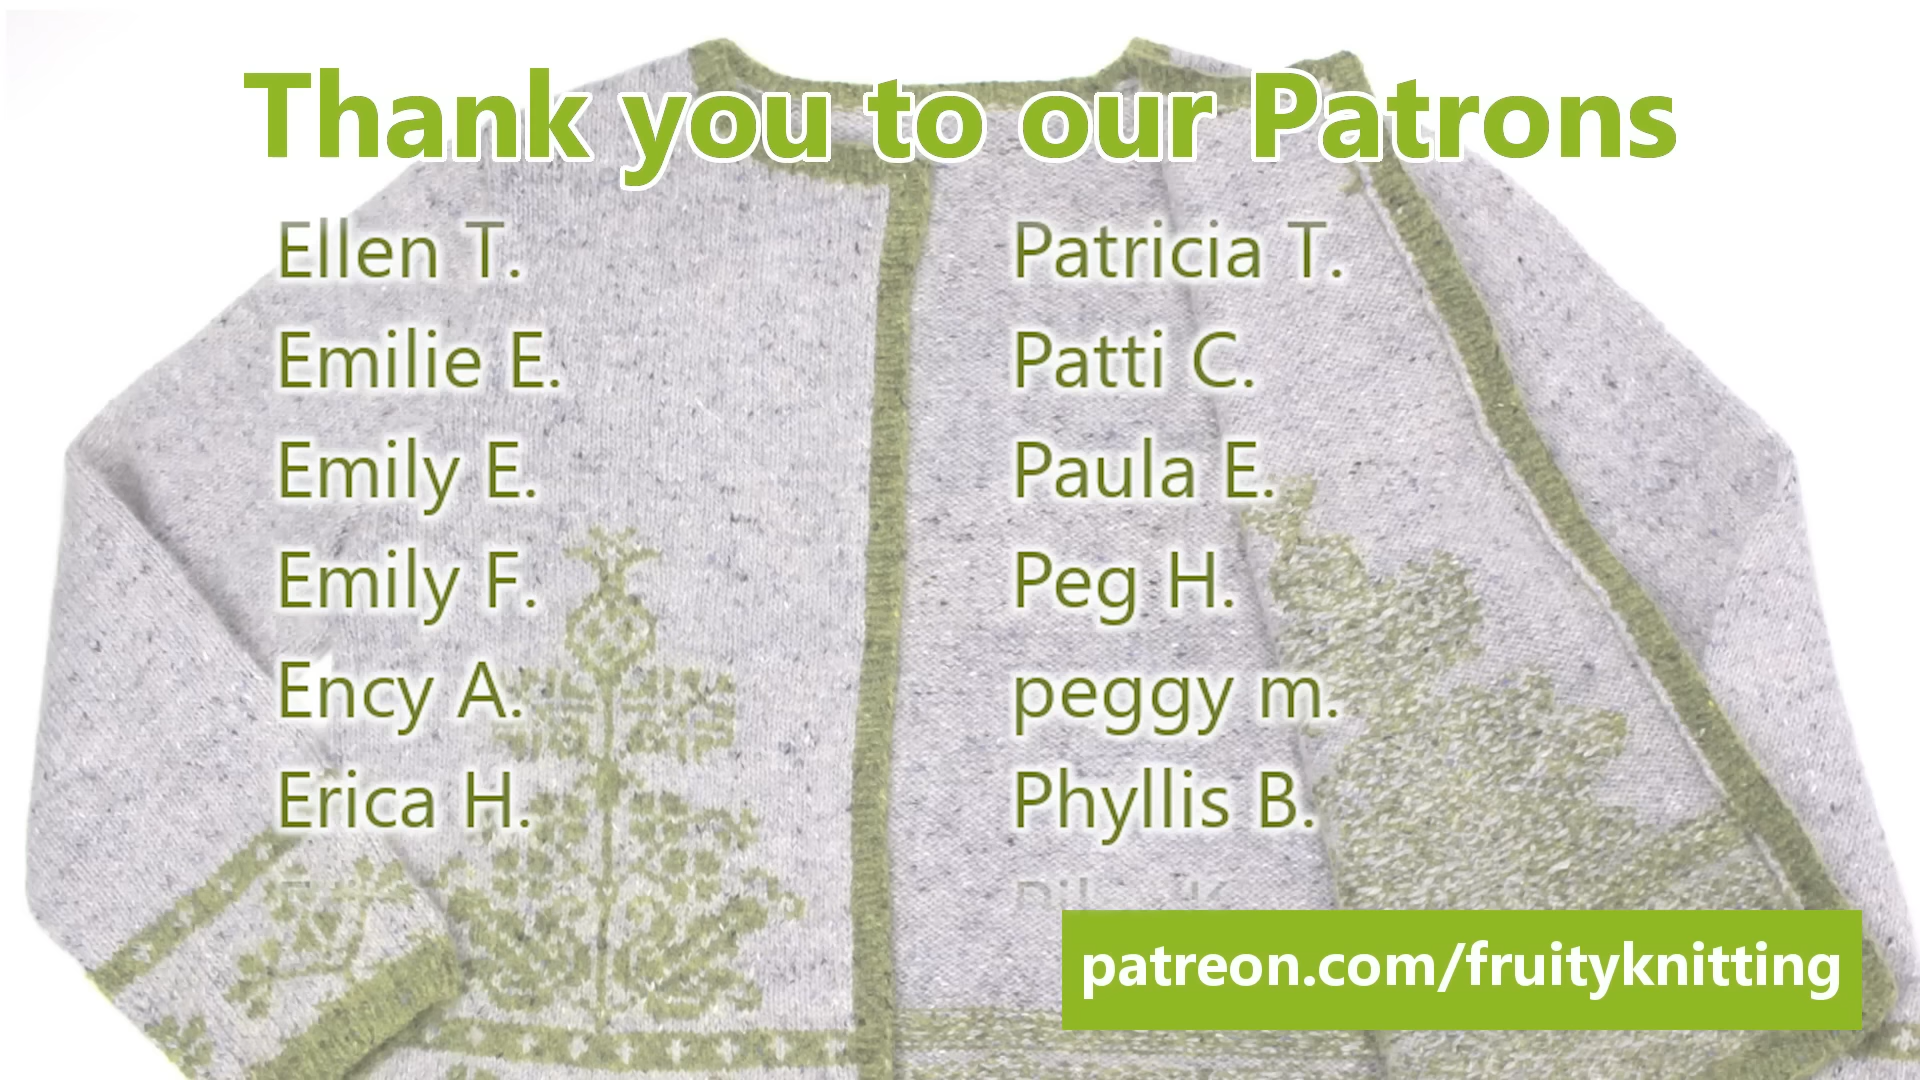 Thank you to our Patrons
Ellen T.
Emilie E.
Emily E.
Emily F.
Ency A.
Erica H.
Patricia T.
Patti C.
Paula E.
Peg H.
peggy m.
Phyllis B.
patreon.com/fruityknitting